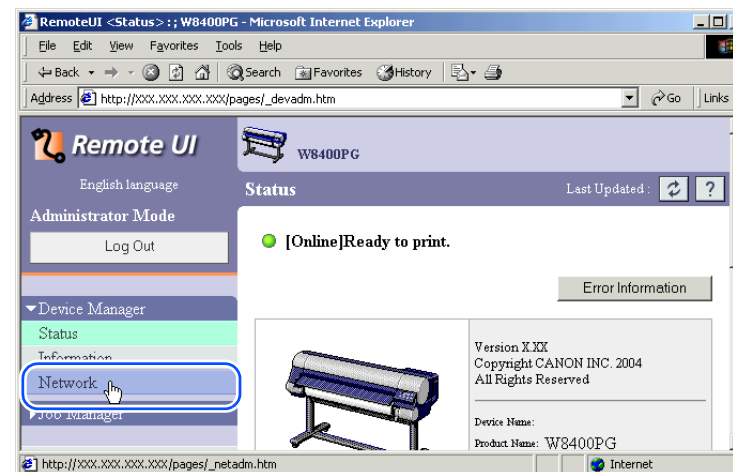 RemoteUI <Status> : ; W8400PG - Microsoft Internet Explorer
File Edit View Favorites Tools Help
Back Search Favorites History
Address http://XXX.XXX.XXX.XXX/pages/_devadm.htm Go Links
Remote UI
W8400PG
English language
Status Last Updated : ?
Administrator Mode
Log Out
[Online]Ready to print.
Error Information
Device Manager
Status
Information
Network
Job Manager
Version X.XX
Copyright CANON INC. 2004
All Rights Reserved
Device Name:
Product Name: W8400PG
http://XXX.XXX.XXX.XXX/pages/_netadm.htm Internet